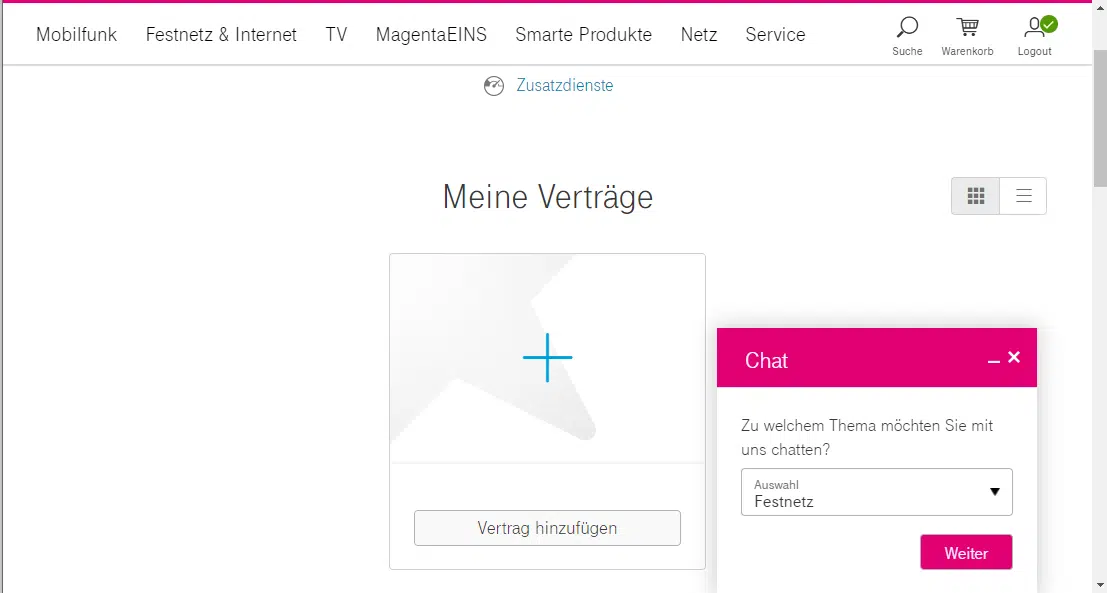 Mobilfunk Festnetz & Internet TV MagentaEINS Smarte Produkte Netz Service
Suche Warenkorb Logout
Zusatzdienste
Meine Verträge
Vertrag hinzufügen
Chat
Zu welchem Thema möchten Sie mit
uns chatten?
Auswahl
Festnetz
Weiter